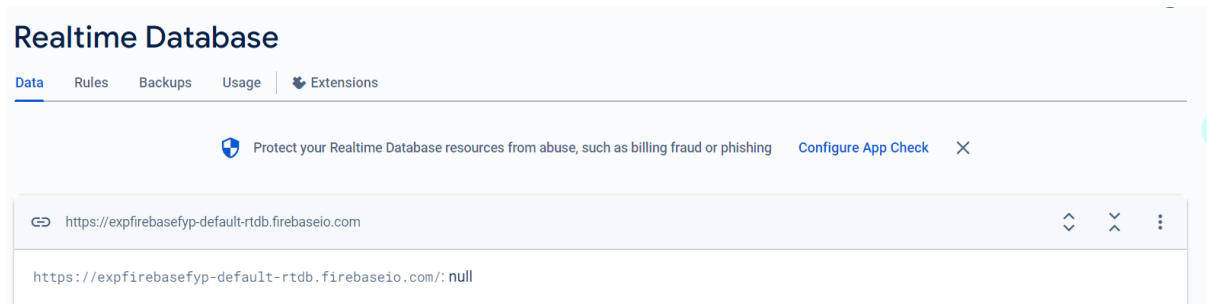 Realtime Database
Data Rules Backups Usage Extensions
Protect your Realtime Database resources from abuse, such as billing fraud or phishing Configure App Check
https://expfirebasefyp-default-rtdb.firebaseio.com
https://expfirebasefyp-default-rtdb.firebaseio.com/: null